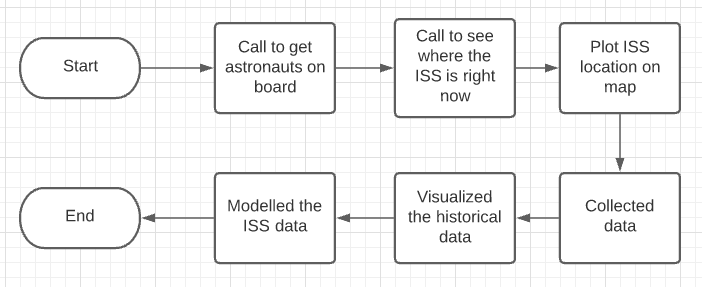 Start
Call to get
astronauts on
board
Call to see
where the
ISS is right
now
Plot ISS
location on
map
Collected
data
Visualized
the historical
data
Modelled the
ISS data
End